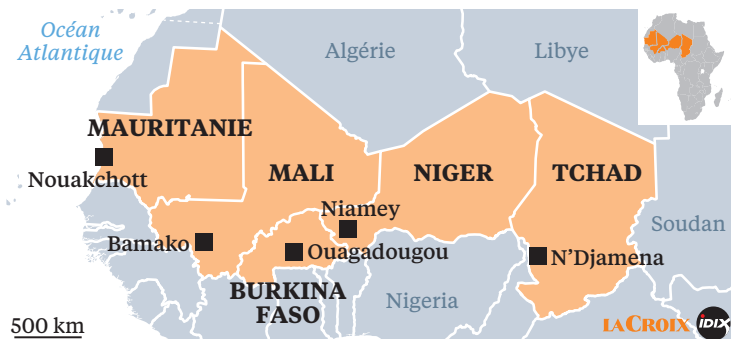 Océan
Atlantique
Algérie
Libye
MAURITANIE
Nouakchott
MALI
NIGER
TCHAD
Niamey
Soudan
Bamako
Ouagadougou
N’Djamena
BURKINA
FASO
Nigeria
500 km
LA CROIX
iDIX